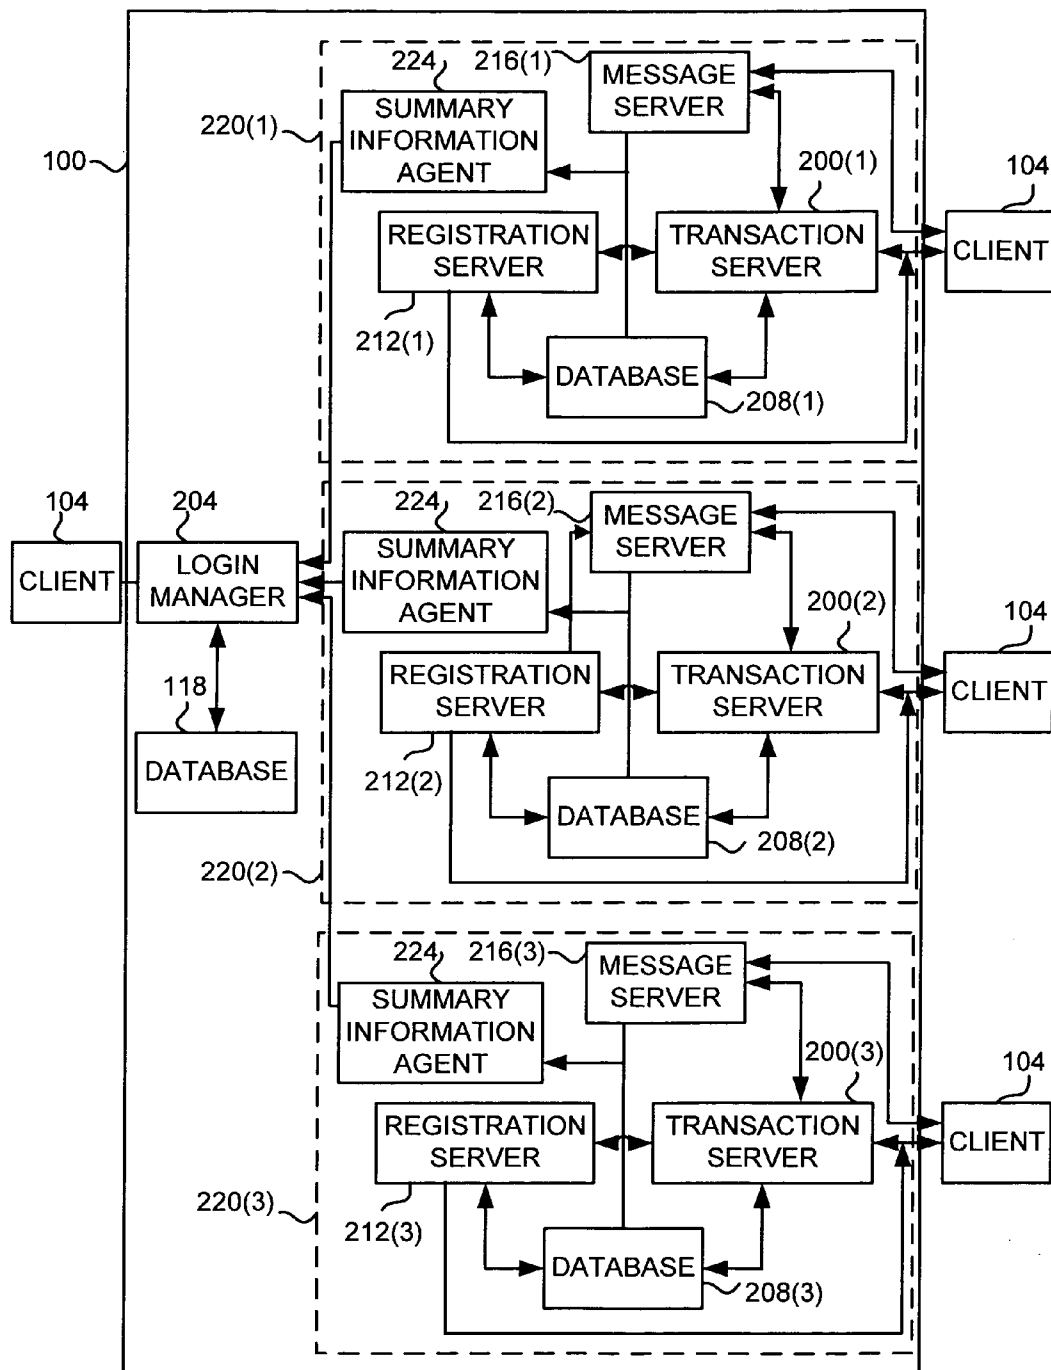 216(1)
MESSAGE
SERVER
224
SUMMARY
INFORMATION
AGENT
220(1)
100
200(1)
104
REGISTRATION
SERVER
TRANSACTION
SERVER
CLIENT
212(1)
DATABASE
208(1)
104
204
224
216(2)
MESSAGE
SERVER
CLIENT
LOGIN
MANAGER
SUMMARY
INFORMATION
AGENT
200(2)
104
118
REGISTRATION
SERVER
TRANSACTION
SERVER
CLIENT
DATABASE
212(2)
DATABASE
208(2)
220(2)
224
216(3)
MESSAGE
SERVER
SUMMARY
INFORMATION
AGENT
200(3)
104
REGISTRATION
SERVER
TRANSACTION
SERVER
CLIENT
220(3)
212(3)
DATABASE
208(3)